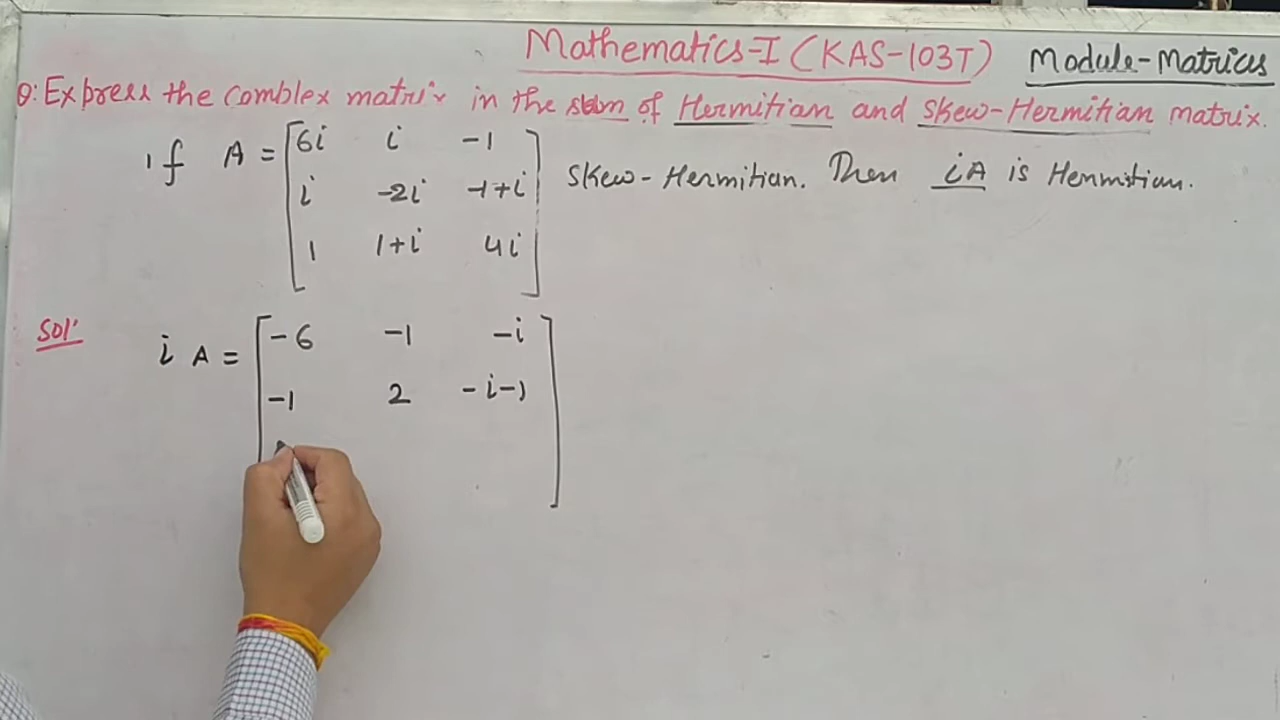 Mathematics-I (KAS-103T) Module-Matrices
Q: Express the complex matrix in the sum of Hermitian and Skew-Hermitian matrix.
If A = [6i i -1
i -2i -1+i
1 1+i 4i] Skew-Hermitian. Then iA is Hermitian.
Sol'
i A = [-6 -1 -i
-1 2 -i-1